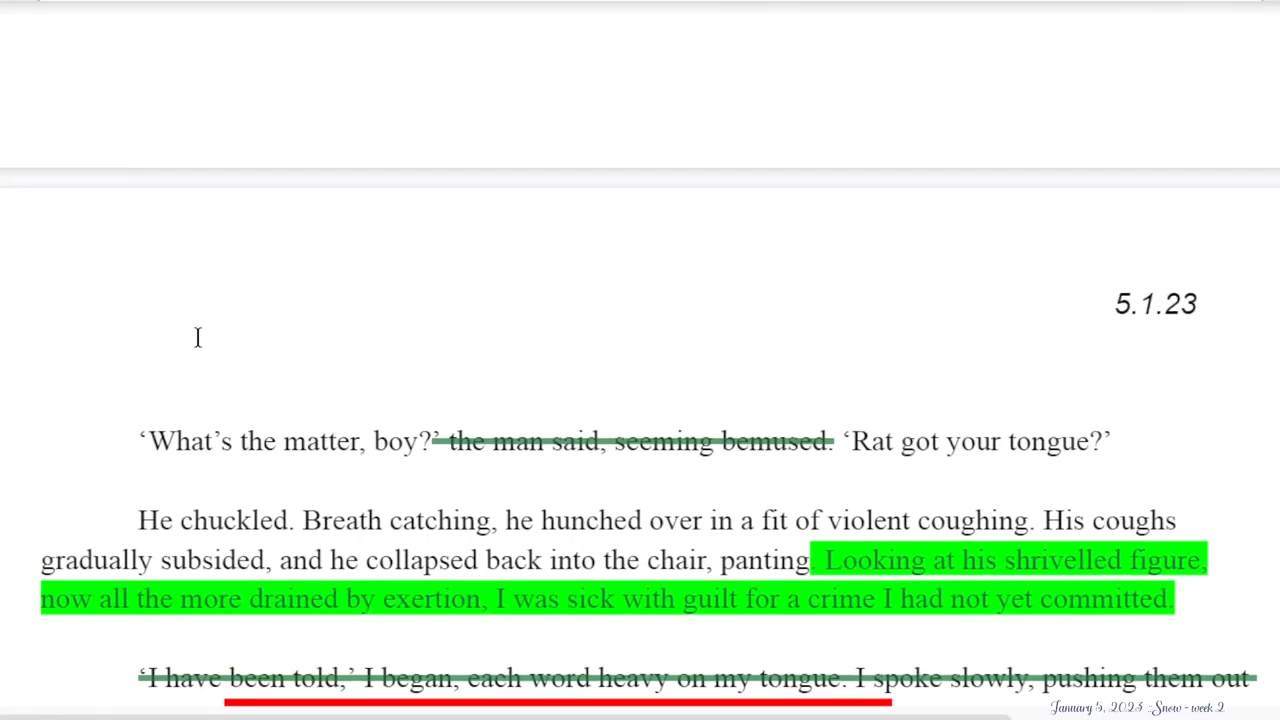 5.1.23
‘What’s the matter, boy?’ the man said, seeming bemused. ‘Rat got your tongue?’
He chuckled. Breath catching, he hunched over in a fit of violent coughing. His coughs
gradually subsided, and he collapsed back into the chair, panting. Looking at his shrivelled figure,
now all the more drained by exertion, I was sick with guilt for a crime I had not yet committed.
‘I have been told,’ I began, each word heavy on my tongue. I spoke slowly, pushing them out
January 5, 2023 - Snow - week 2